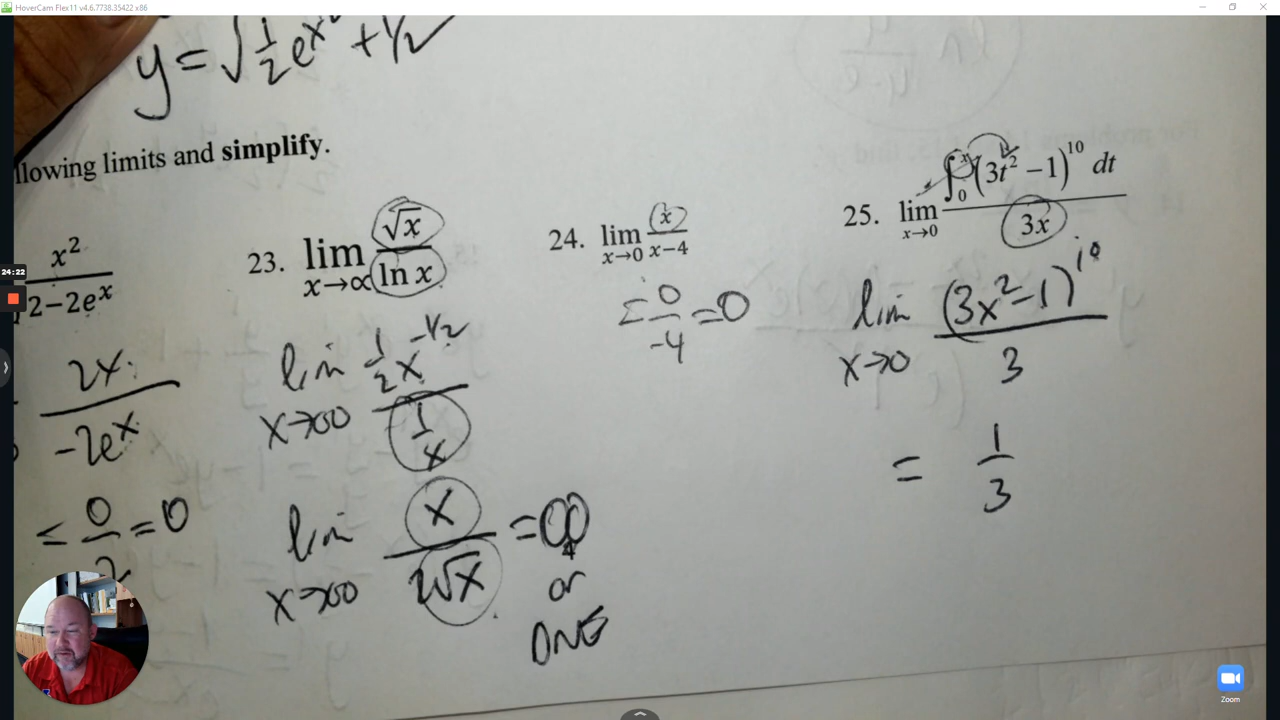 HoverCam Flex11 v4.6.7738.35422 x86
y = √(1/2 e^x² + 1/2
llowing limits and simplify.
x²
2−2e^x
2x
-2e^x
≤ 0/2 = 0
23. lim x→∝ √x / ln x
lim x→∞ 1/2 x^-1/2 / 1/x
lim x→∞ x / 2√x = ∞
or
DNE
24. lim x→0 x / x−4
= 0/-4 = 0
25. lim x→0 ∫₀ˣ (3t² − 1)¹⁰ dt / 3x
lim x→0 (3x²-1)¹⁰ / 3
= 1/3
24:22
Zoom